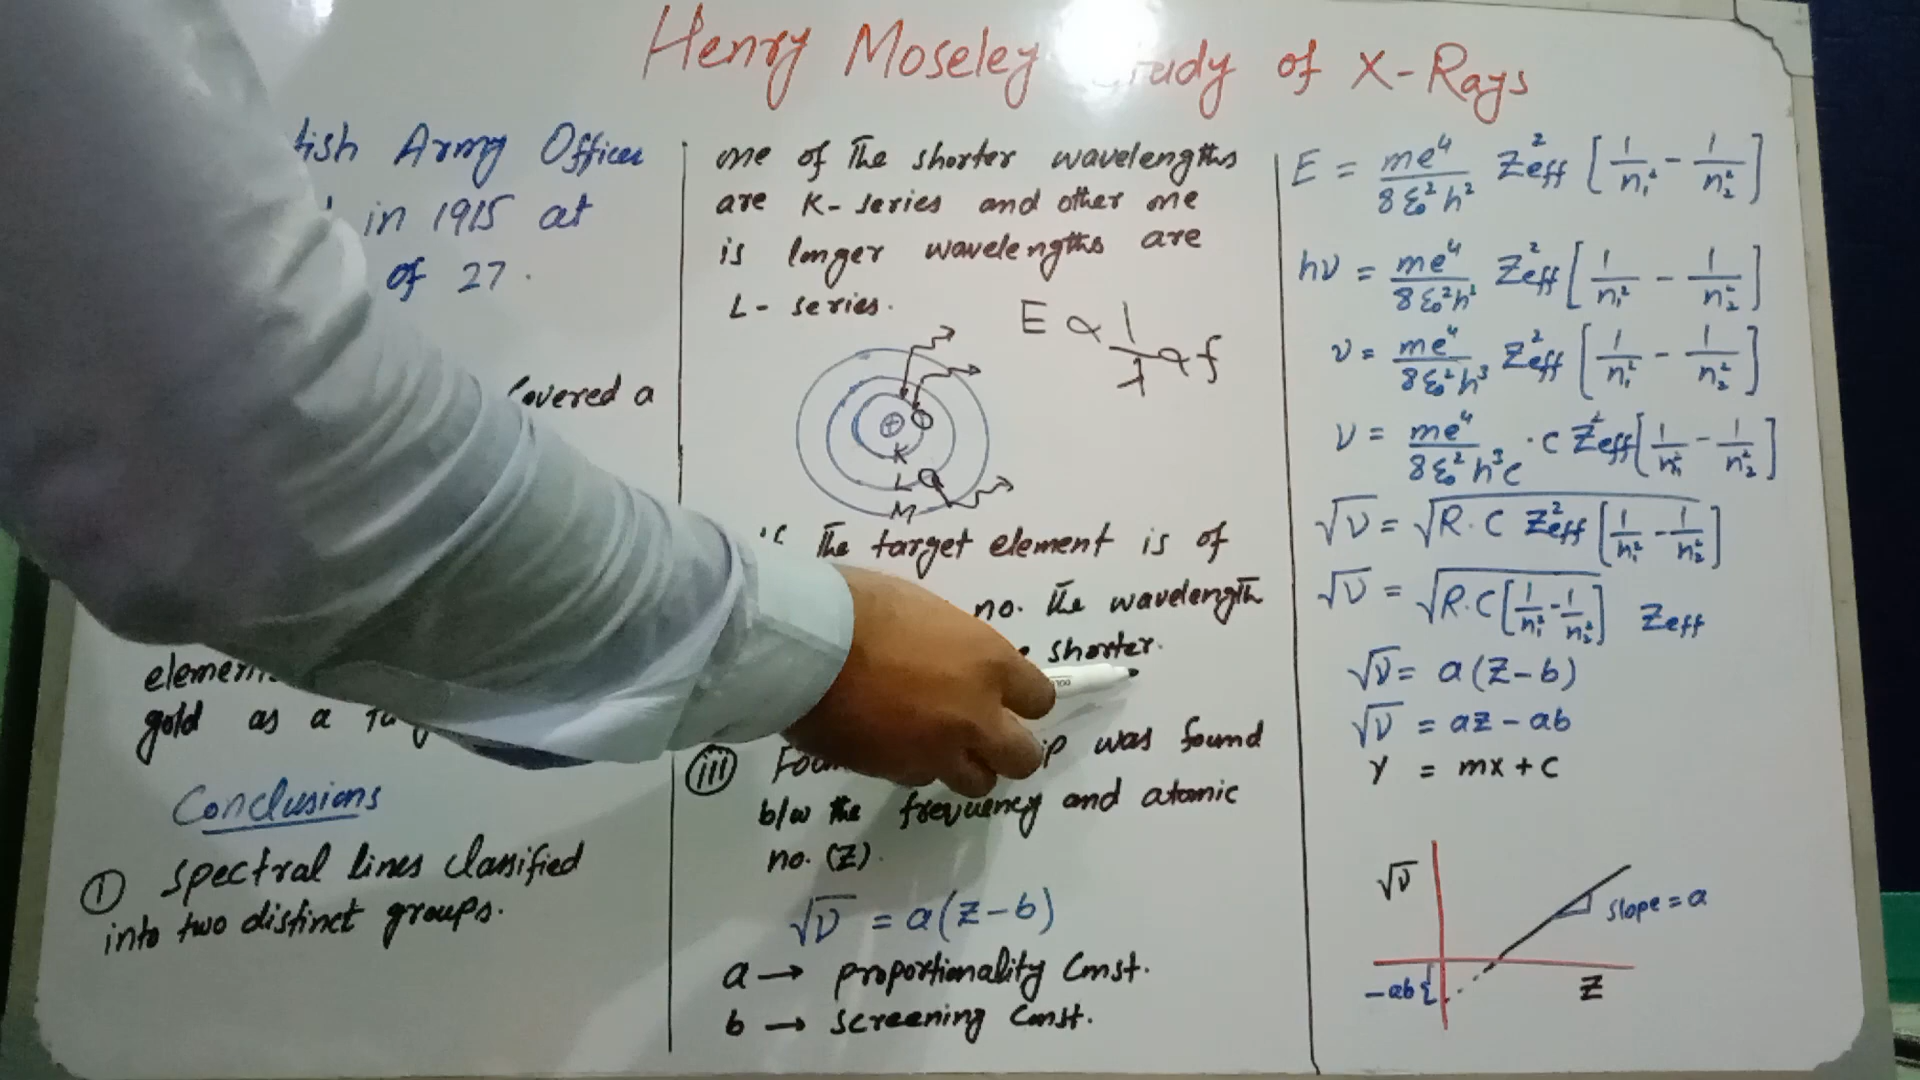 Henry Moseley Study of X-Rays
tish Army Officer
in 1915 at
of 27.
covered a
gold as a
Conclusions
(i) Spectral lines classified
into two distinct groups.
one of the shorter wavelengths
are K-series and other one
is longer wavelengths are
L-series.
E ∝ 1/λ ∝ f
+
K
L
M
The target element is of
no. the wavelength
shorter.
(iii) was found
b/w the frequency and atomic
no. (Z).
√ν = a(Z-b)
a → proportionality Const.
b → screening Const.
E = me⁴/8ε₀²h² Z²eff [1/n₁² - 1/n₂²]
hν = me⁴/8ε₀²h² Z²eff [1/n₁² - 1/n₂²]
ν = me⁴/8ε₀²h³ Z²eff [1/n₁² - 1/n₂²]
ν = me⁴/8ε₀²h³c · c Z²eff [1/n₁² - 1/n₂²]
√ν = √R·C Z²eff [1/n₁² - 1/n₂²]
√ν = √R·C [1/n₁² - 1/n₂²] Zeff
√ν = a(Z-b)
√ν = aZ - ab
Y = mx + c
√ν
slope = a
-ab{
Z